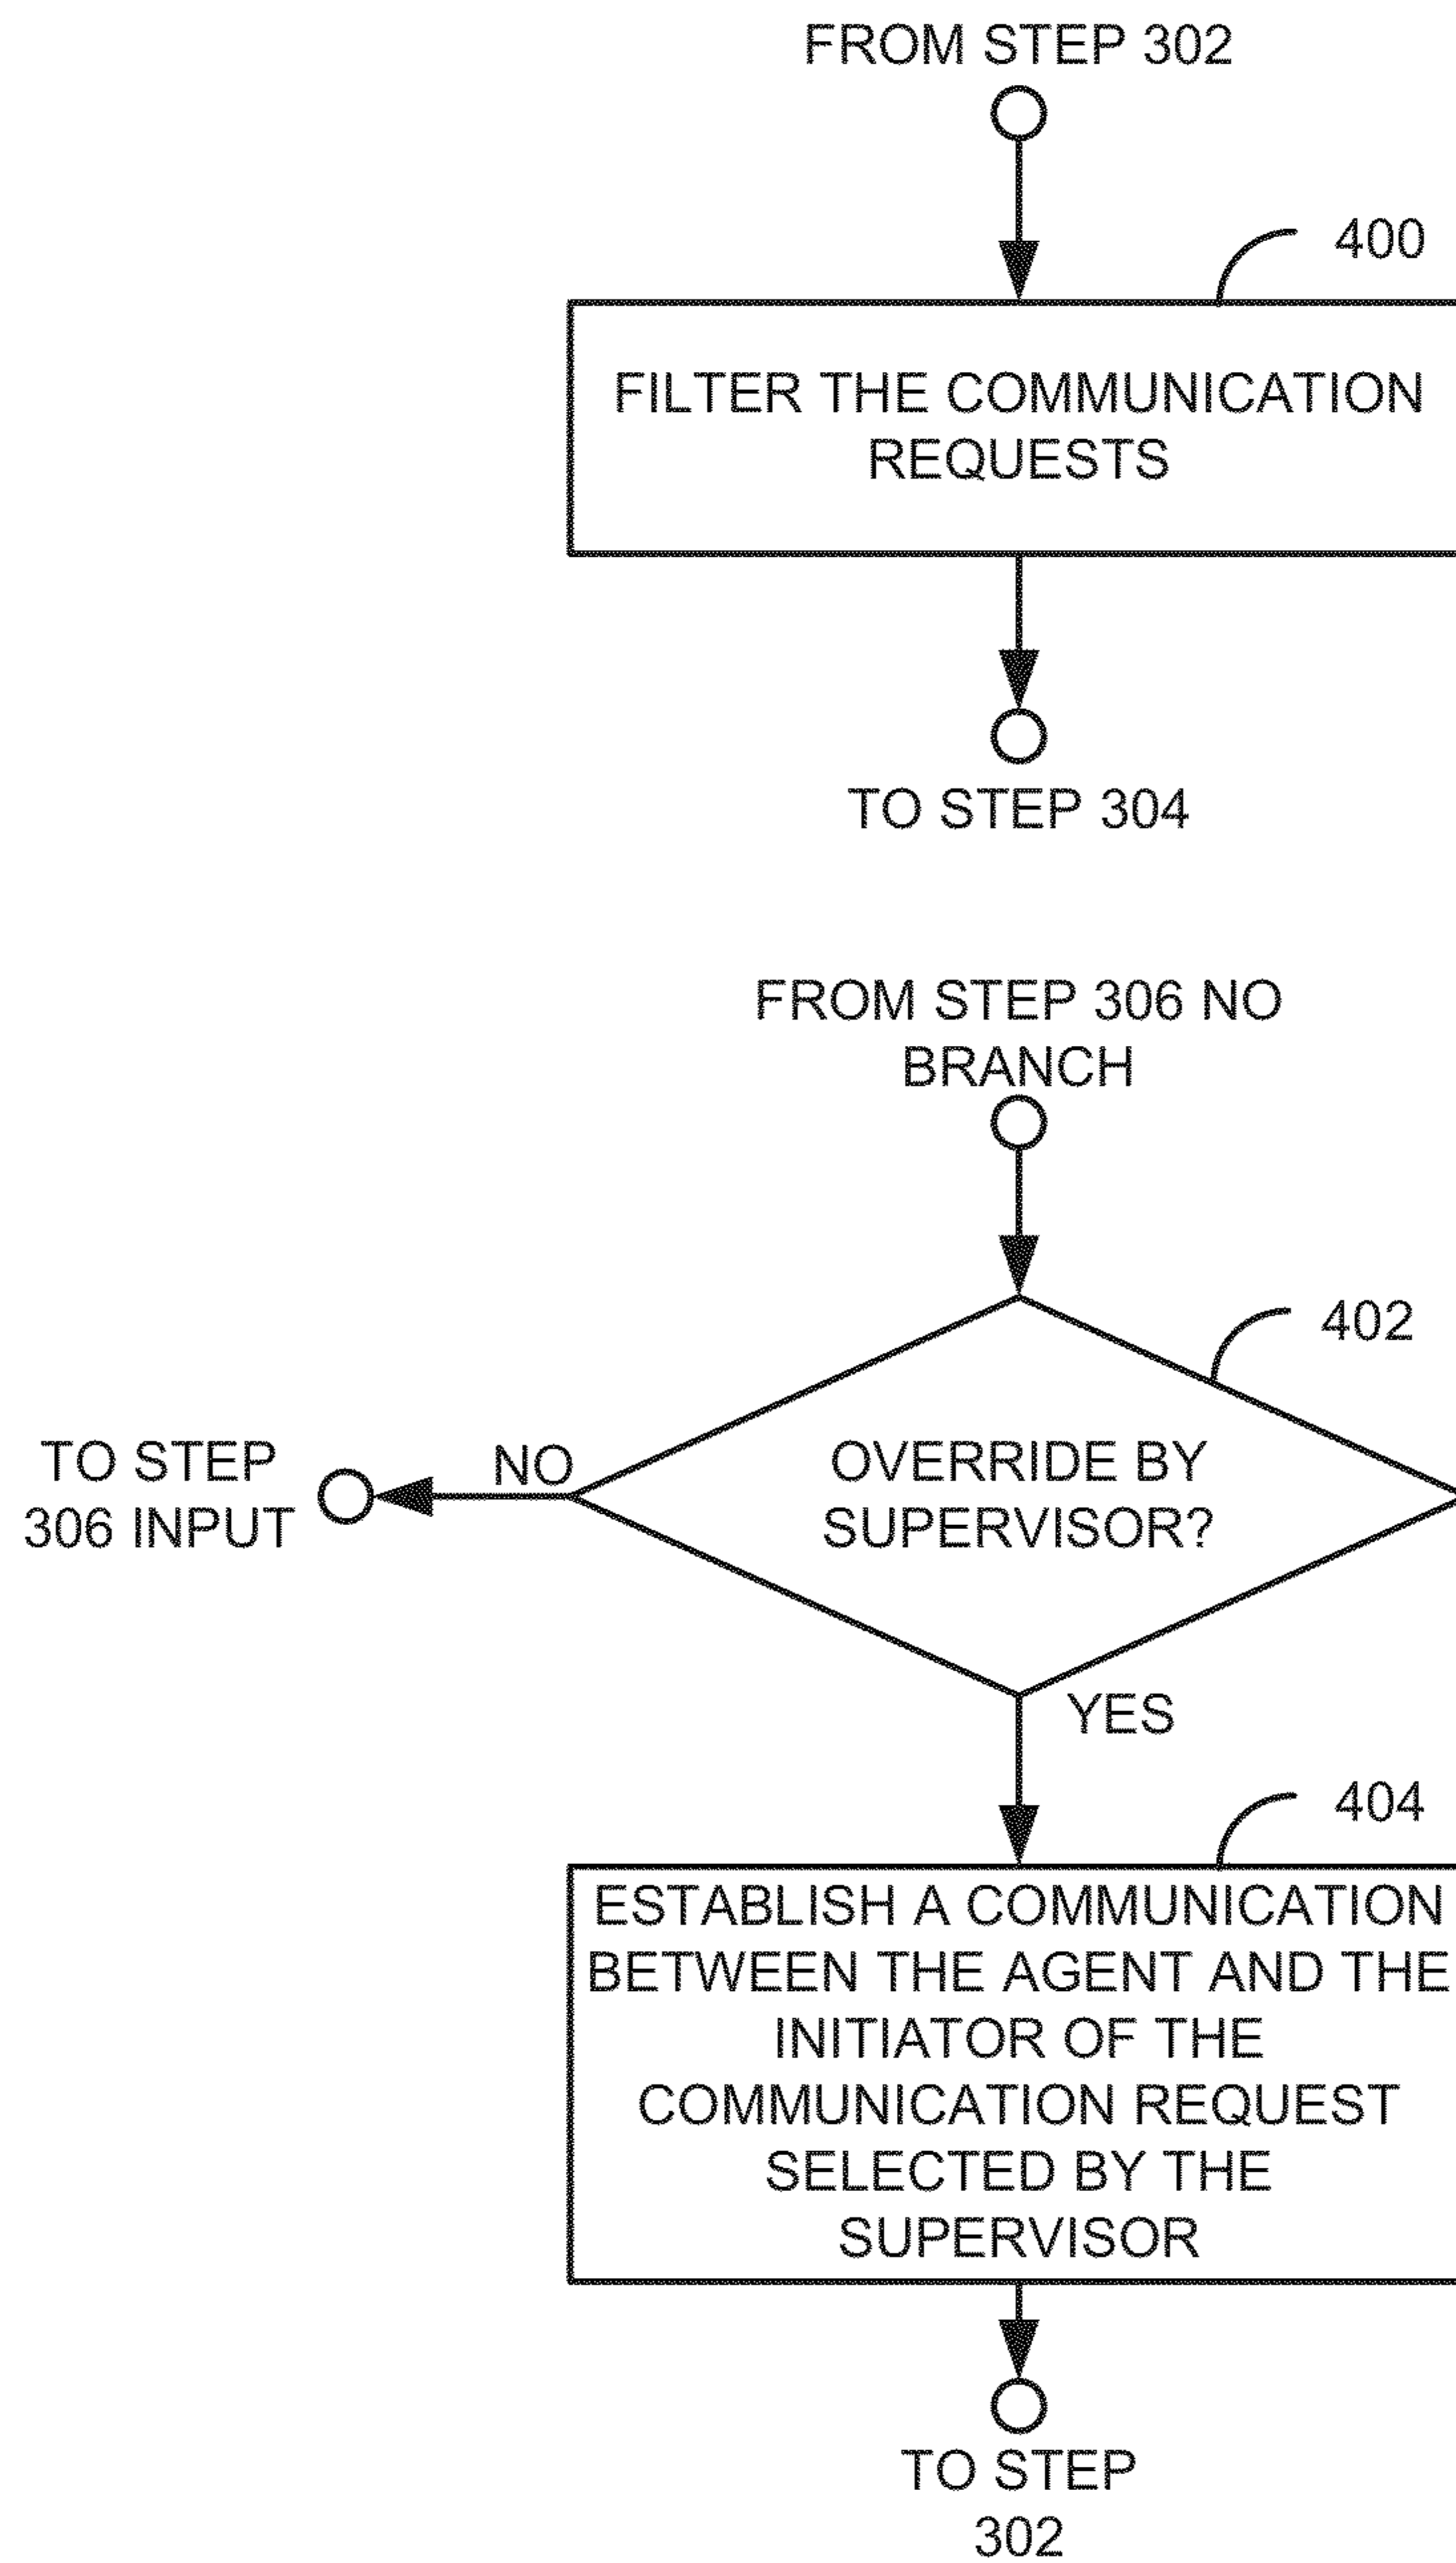 FROM STEP 302
400
FILTER THE COMMUNICATION
REQUESTS
TO STEP 304
FROM STEP 306 NO
BRANCH
402
OVERRIDE BY
SUPERVISOR?
NO
TO STEP
306 INPUT
YES
404
ESTABLISH A COMMUNICATION
BETWEEN THE AGENT AND THE
INITIATOR OF THE
COMMUNICATION REQUEST
SELECTED BY THE
SUPERVISOR
TO STEP
302